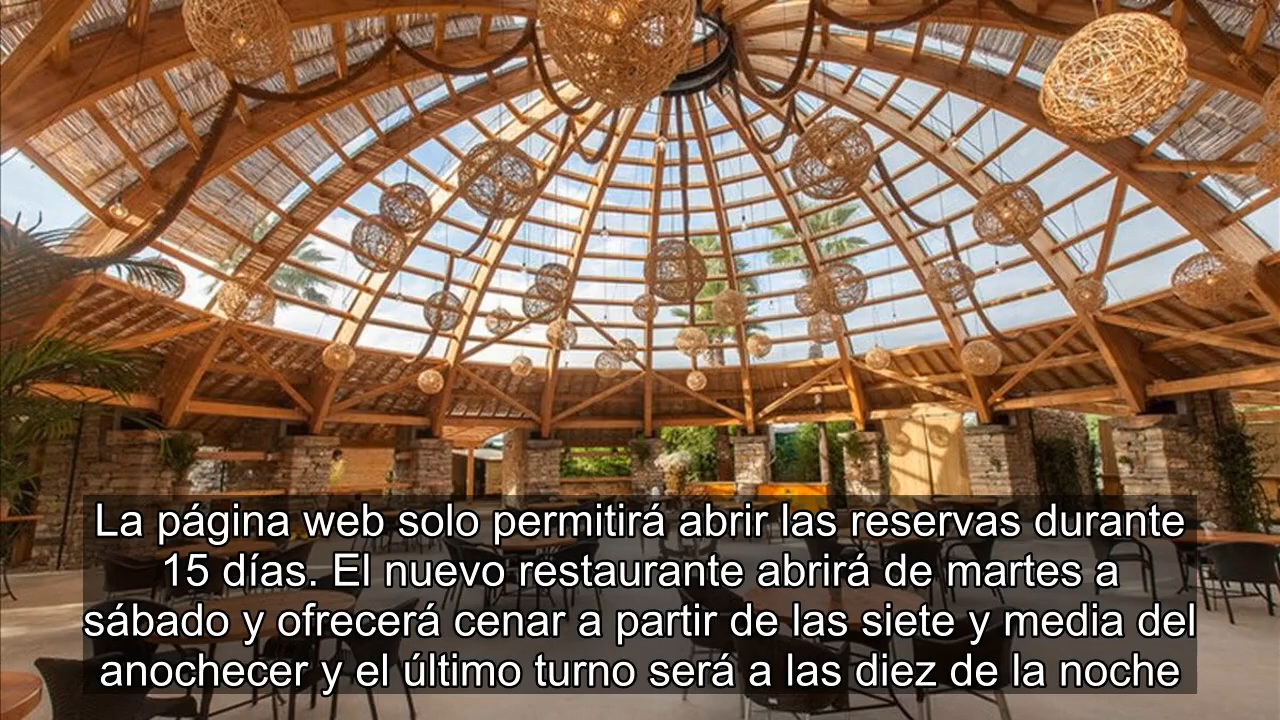 La página web solo permitirá abrir las reservas durante
15 días. El nuevo restaurante abrirá de martes a
sábado y ofrecerá cenar a partir de las siete y media del
anochecer y el último turno será a las diez de la noche